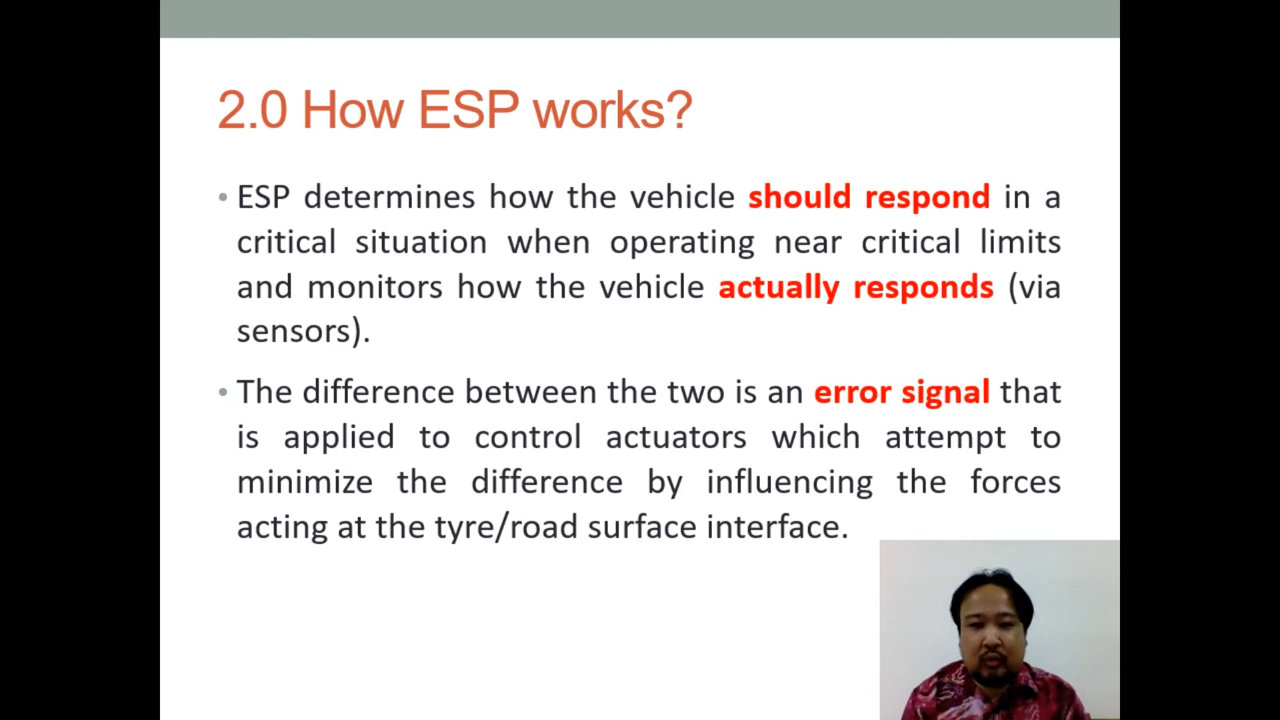 2.0 How ESP works?
• ESP determines how the vehicle should respond in a
critical situation when operating near critical limits
and monitors how the vehicle actually responds (via
sensors).
• The difference between the two is an error signal that
is applied to control actuators which attempt to
minimize the difference by influencing the forces
acting at the tyre/road surface interface.